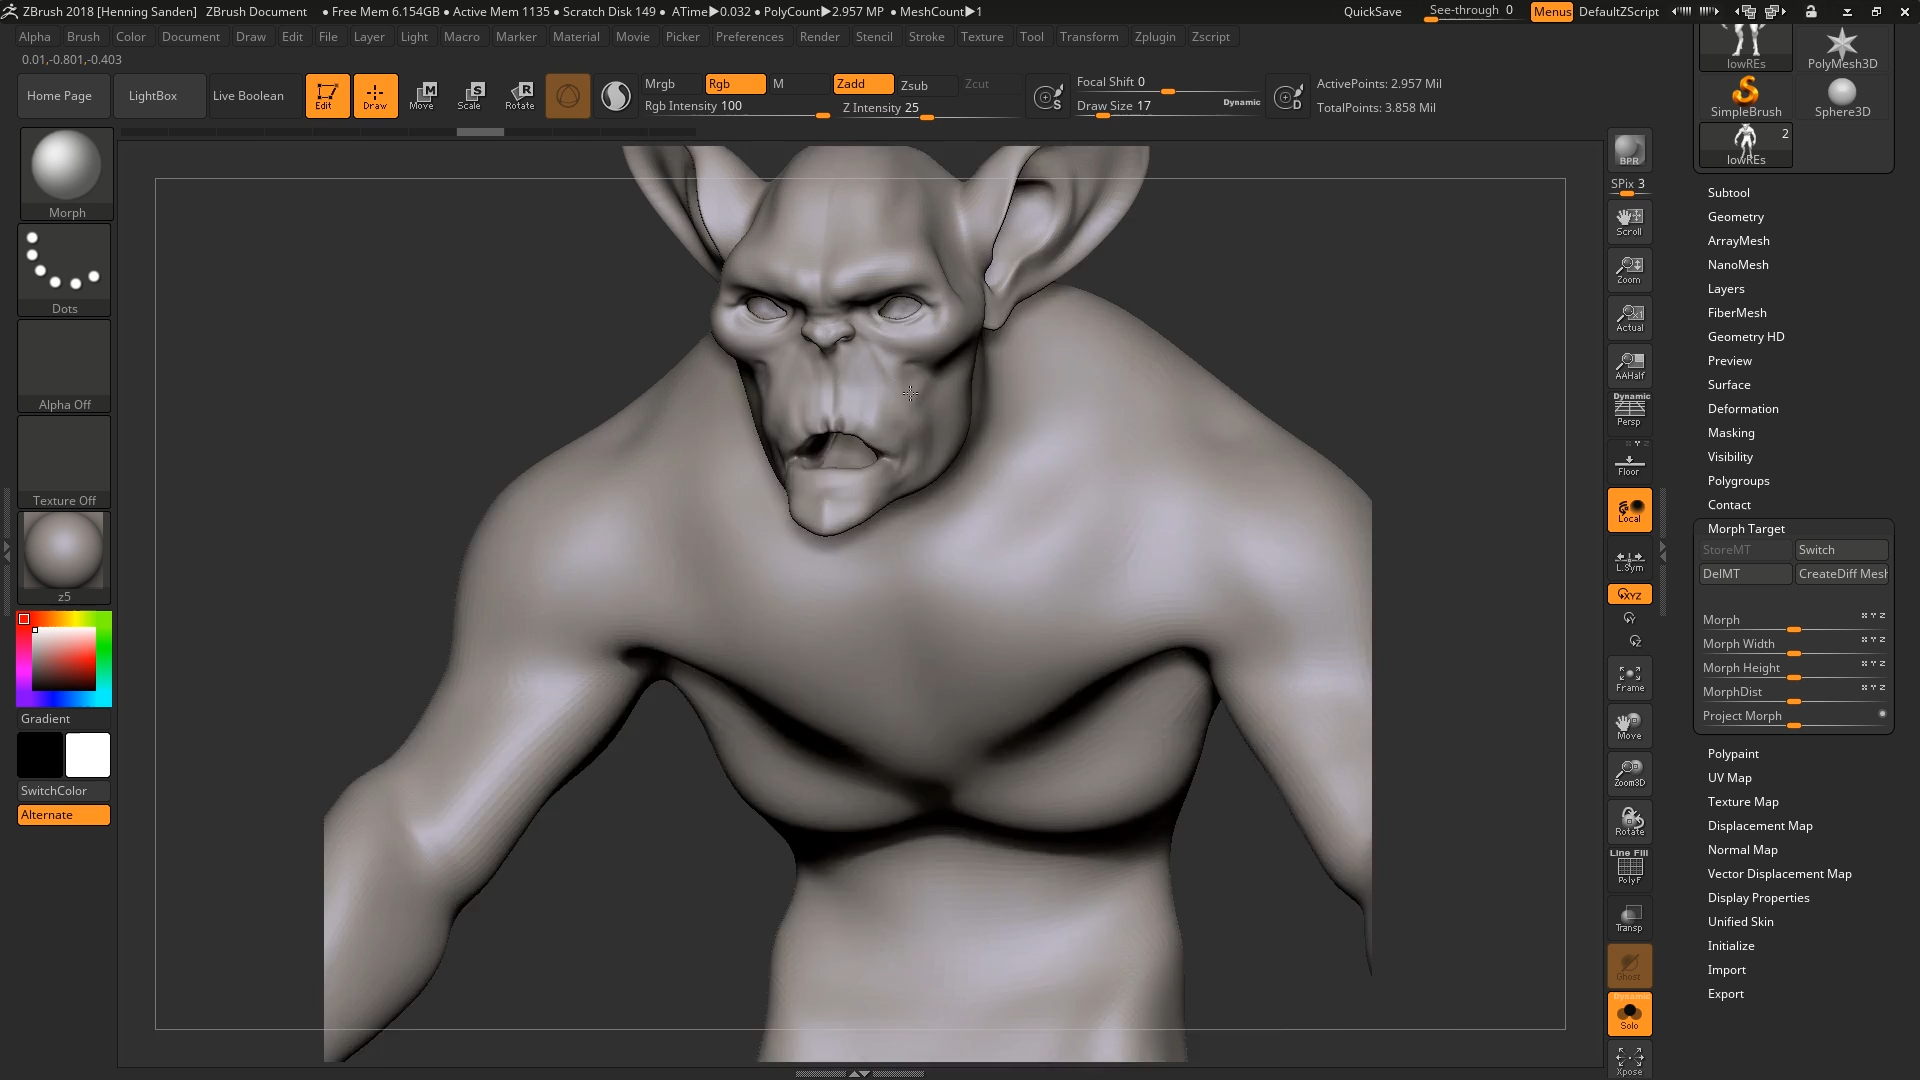 ZBrush 2018 [Henning Sanden] ZBrush Document • Free Mem 6.154GB • Active Mem 1135 • Scratch Disk 149 • ATime▶0.032 • PolyCount▶2.957 MP • MeshCount▶1 QuickSave See-through 0 Menus DefaultZScript
Alpha Brush Color Document Draw Edit File Layer Light Macro Marker Material Movie Picker Preferences Render Stencil Stroke Texture Tool Transform Zplugin Zscript
0.01,-0.801,-0.403
Home Page LightBox Live Boolean Edit Draw Move Scale Rotate
Mrgb Rgb M Zadd Zsub Zcut
Rgb Intensity 100 Z Intensity 25
Focal Shift 0
Draw Size 17 Dynamic
S D
ActivePoints: 2.957 Mil
TotalPoints: 3.858 Mil
Morph
Dots
Alpha Off
Texture Off
z5
Gradient
SwitchColor
Alternate
BPR
SPix 3
Scroll
Zoom
Actual
AAHalf
Dynamic
Persp
Floor
Local
L.Sym
XYZ
Y
Z
Frame
Move
Zoom3D
Rotate
Line Fill
PolyF
Transp
Ghost
Dynamic
Solo
Xpose
lowREs PolyMesh3D
SimpleBrush Sphere3D
2
lowREs
Subtool
Geometry
ArrayMesh
NanoMesh
Layers
FiberMesh
Geometry HD
Preview
Surface
Deformation
Masking
Visibility
Polygroups
Contact
Morph Target
StoreMT Switch
DelMT CreateDiff Mesh
Morph X Y Z
Morph Width X Y Z
Morph Height X Y Z
MorphDist X Y Z
Project Morph
Polypaint
UV Map
Texture Map
Displacement Map
Normal Map
Vector Displacement Map
Display Properties
Unified Skin
Initialize
Import
Export